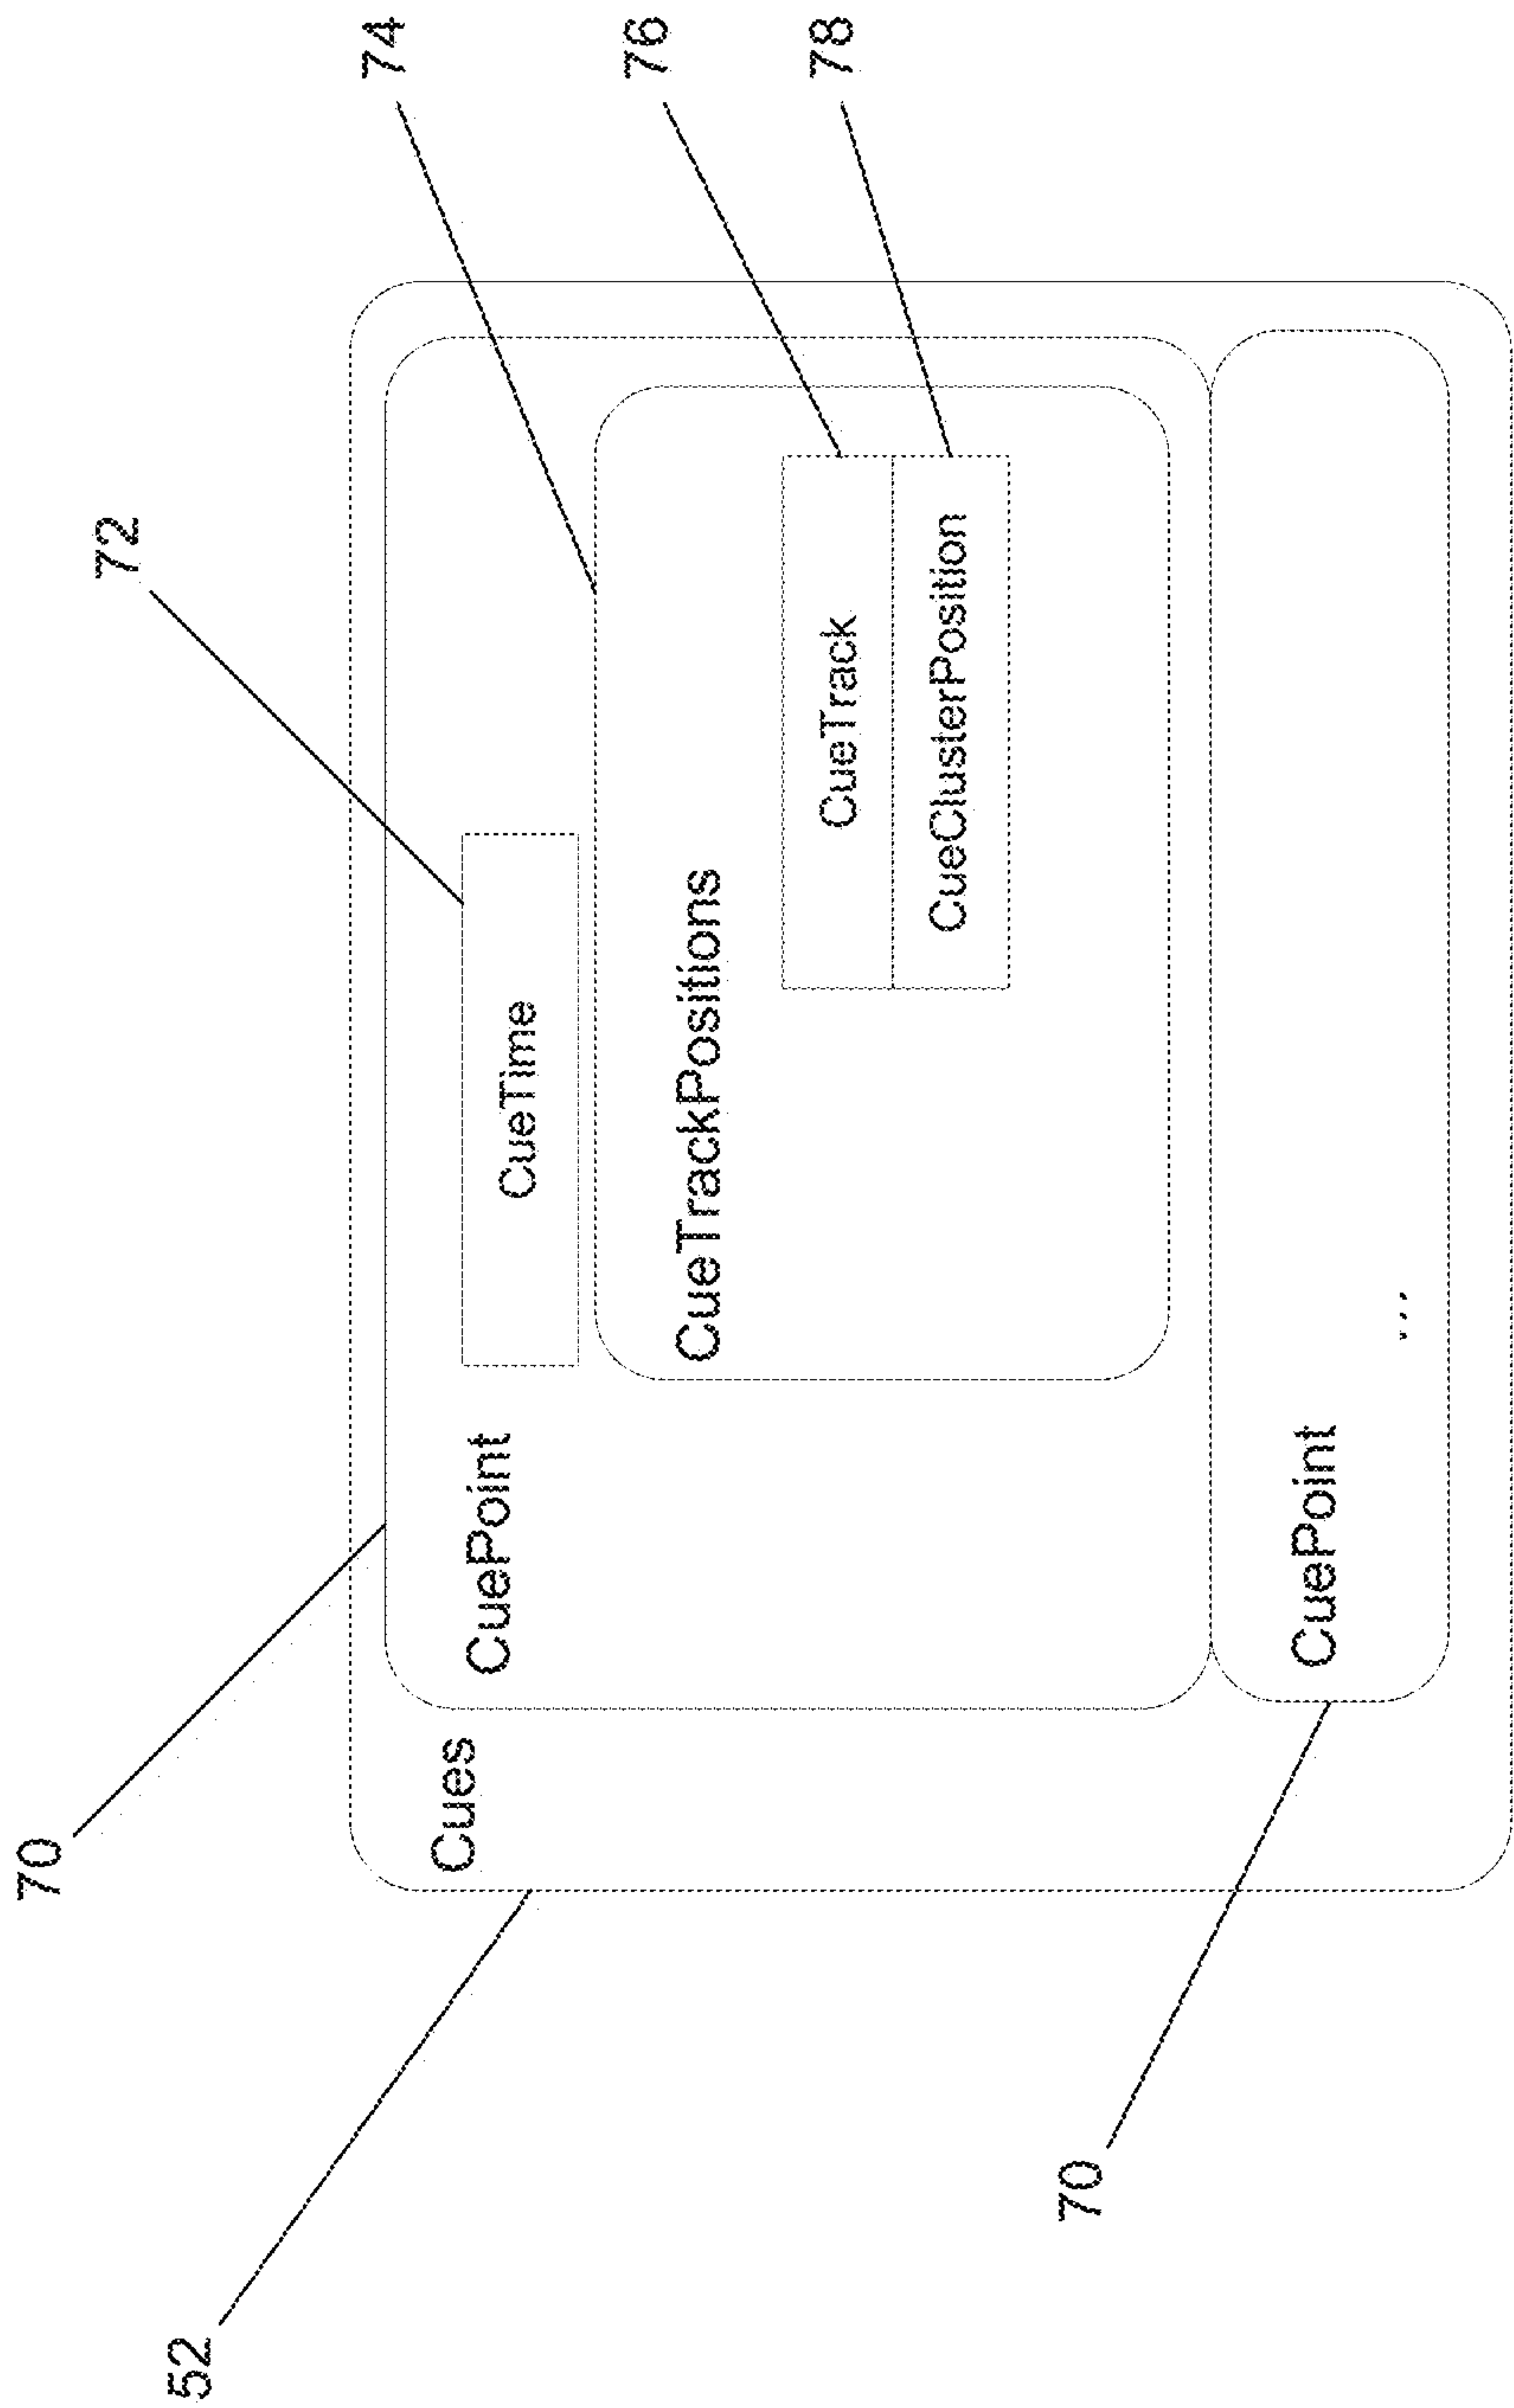 70
72
74
76
78
52
Cues
CuePoint
CueTime
CueTrackPositions
CueTrack
CueClusterPosition
CuePoint
...
70